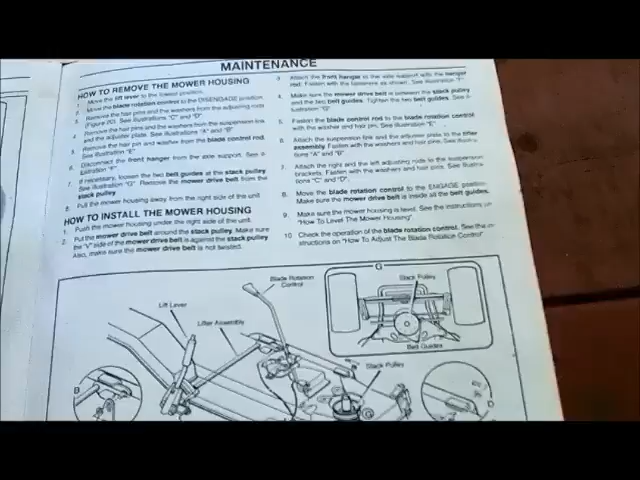 MAINTENANCE
HOW TO REMOVE THE MOWER HOUSING
1. Move the lift lever to the lowest position.
2. Move the blade rotation control to the DISENGAGE position.
3. Remove the hair pins and the washers from the adjusting rods
(Figure 20). See illustrations "C" and "D".
4. Remove the hair pins and washers from the suspension link
and the adjuster plate. See illustrations "A" and "B".
5. Remove the hair pin and washer from the blade control rod.
See illustration "E".
6. Disconnect the front hanger from the axle support. See il-
lustration "F".
7. If necessary, loosen the two belt guides at the stack pulley.
See illustration "G". Remove the mower drive belt from the
stack pulley.
8. Pull the mower housing away from the right side of the unit.
HOW TO INSTALL THE MOWER HOUSING
1. Push the mower housing under the right side of the unit.
2. Put the mower drive belt around the stack pulley. Make sure
the "V" side of the mower drive belt is against the stack pulley.
Also, make sure the mower drive belt is not twisted.
3. Attach the front hanger to the axle support with the hanger
rod. Fasten with the fasteners as shown. See illustration "F".
4. Make sure the mower drive belt is between the stack pulley
and the two belt guides. Tighten the two belt guides. See il-
lustration "G".
5. Fasten the blade control rod to the blade rotation control
with the washer and hair pin. See illustration "E".
6. Attach the suspension link and the adjuster plate to the lifter
assembly. Fasten with the washers and hair pins. See illustra-
tions "A" and "B".
7. Attach the right and the left adjusting rods to the suspension
brackets. Fasten with the washers and hair pins. See illustra-
tions "C" and "D".
8. Move the blade rotation control to the ENGAGE position.
Make sure the mower drive belt is inside all the belt guides.
9. Make sure the mower housing is level. See the instructions on
"How To Level The Mower Housing".
10 Check the operation of the blade rotation control. See the in-
structions on "How To Adjust The Blade Rotation Control".
G
Blade Rotation
Control
Stack Pulley
Lift Lever
Lifter Assembly
Belt Guides
Stack Pulley
B
D